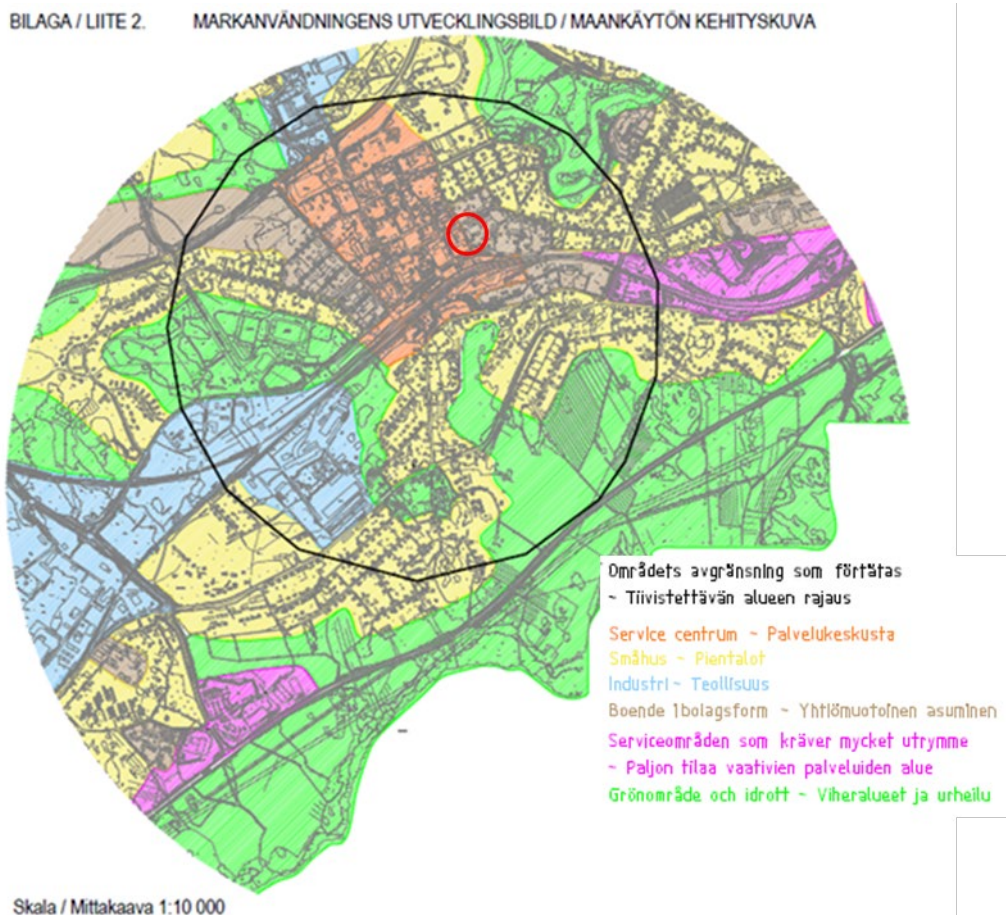 BILAGA / LIITE 2. MARKANVÄNDNINGENS UTVECKLINGSBILD / MAANKÄYTÖN KEHITYSKUVA
Områdets avgränsning som förtätas
~ Tiivistettävän alueen rajaus
Service centrum ~ Palvelukeskusta
Småhus ~ Pientalot
Industri ~ Teollisuus
Boende ibolagsform ~ Yhtiömuotoinen asuminen
Serviceområden som kräver mycket utrymme
~ Paljon tilaa vaativien palveluiden alue
Grönområde och idrott ~ Viheralueet ja urheilu
Skala / Mittakaava 1:10 000